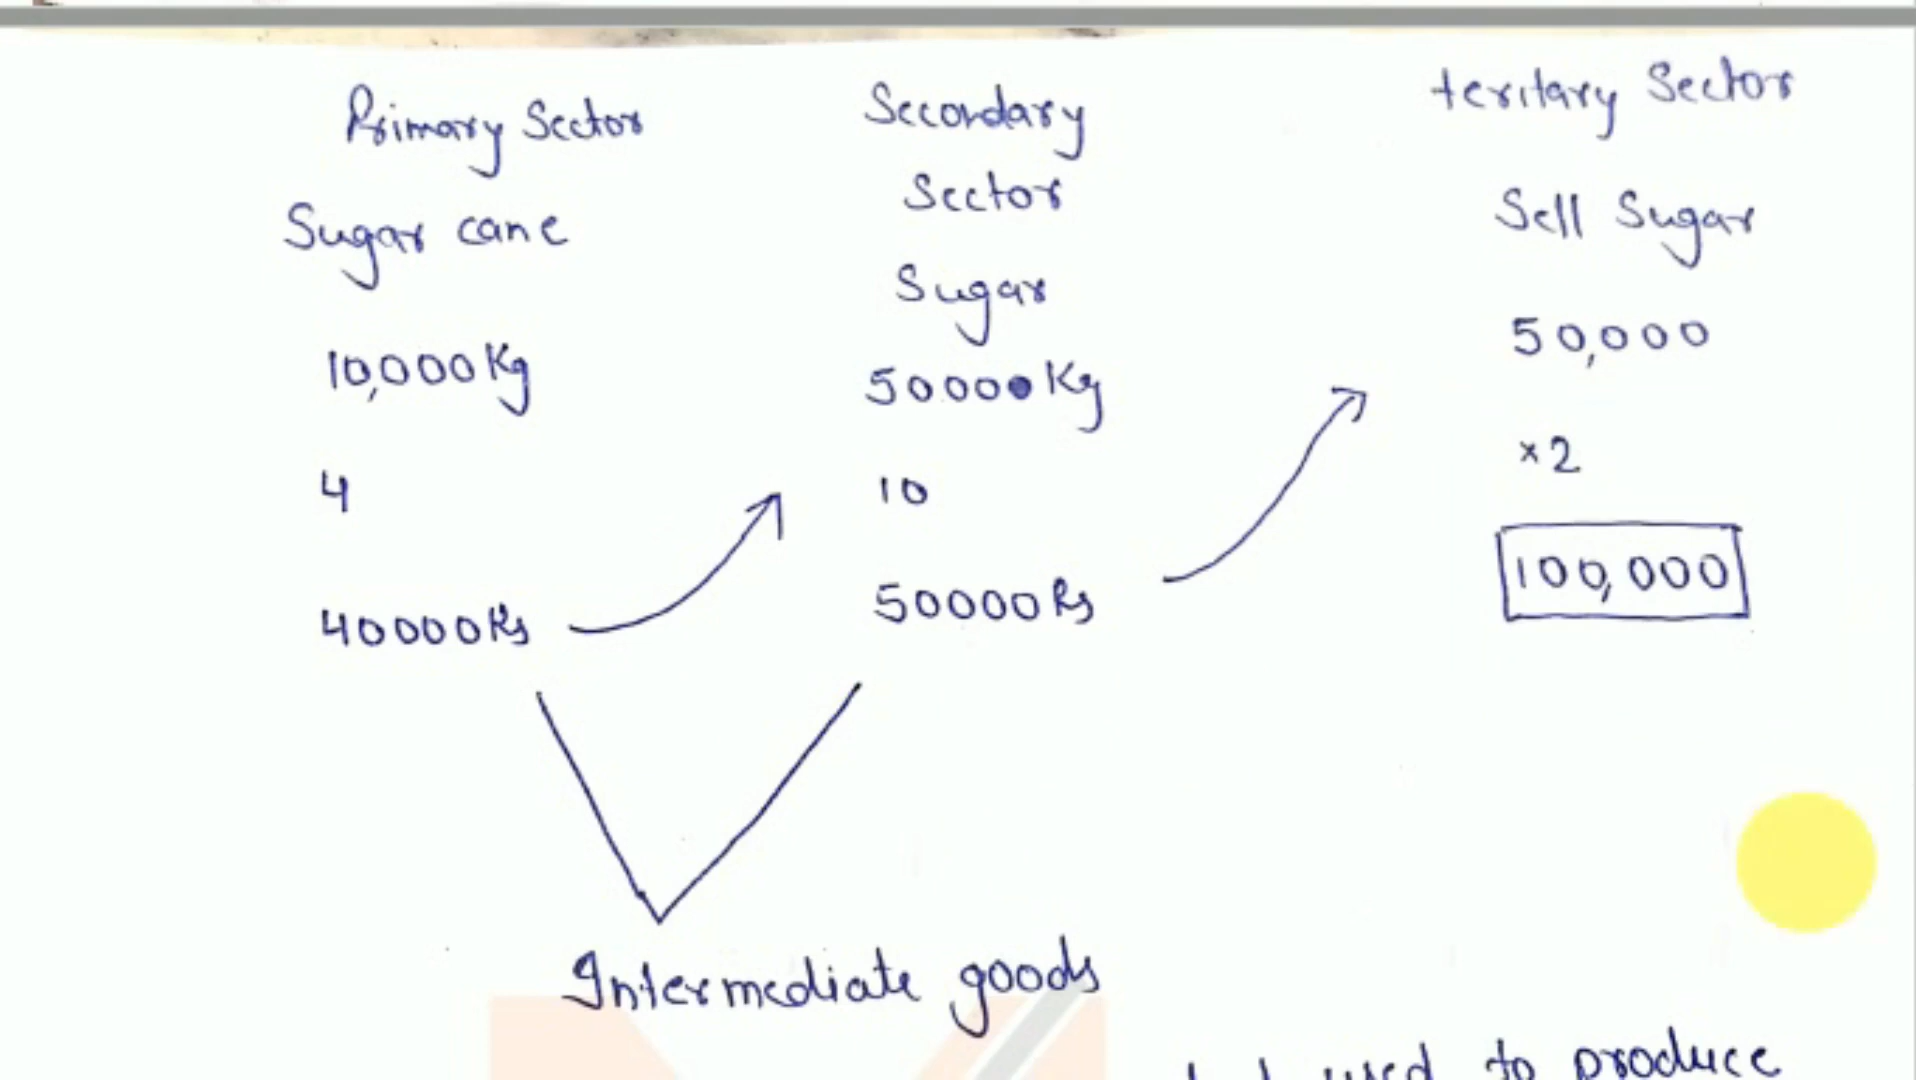 Primary Sector
Sugar cane
10,000 Kg
4
40000 Rs
Secondary
Sector
Sugar
50000 Kg
10
50000 Rs
teritary Sector
Sell Sugar
50,000
×2
100,000
Intermediate goods
used to produce